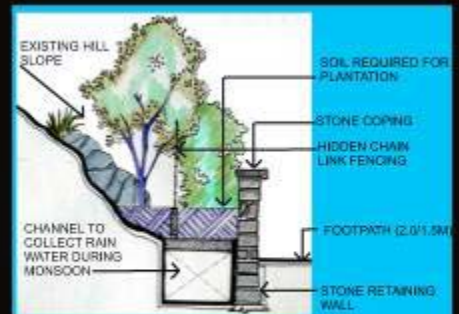 EXISTING HILL
SLOPE
CHANNEL TO
COLLECT RAIN
WATER DURING
MONSOON
SOIL REQUIRED FOR
PLANTATION
STONE COPING
HIDDEN CHAIN
LINK FENCING
FOOTPATH (2.0/1.5M)
STONE RETAINING
WALL